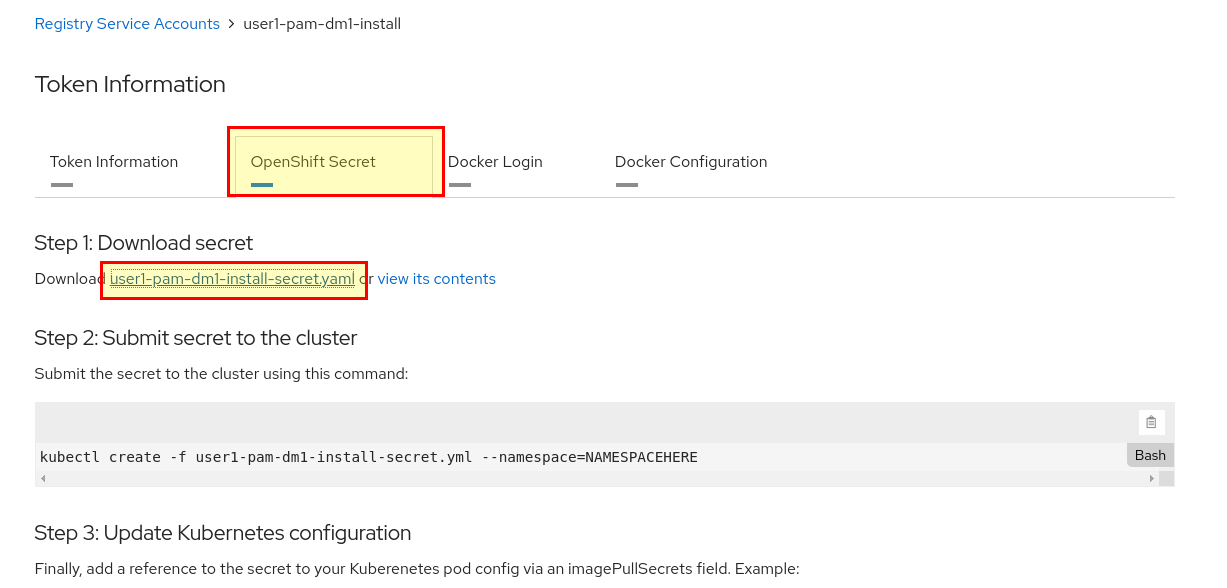 Registry Service Accounts > user1-pam-dm1-install
Token Information
Token Information OpenShift Secret Docker Login Docker Configuration
Step 1: Download secret
Download user1-pam-dm1-install-secret.yaml or view its contents
Step 2: Submit secret to the cluster
Submit the secret to the cluster using this command:
kubectl create -f user1-pam-dm1-install-secret.yml --namespace=NAMESPACEHERE
Bash
Step 3: Update Kubernetes configuration
Finally, add a reference to the secret to your Kuberenetes pod config via an imagePullSecrets field. Example: